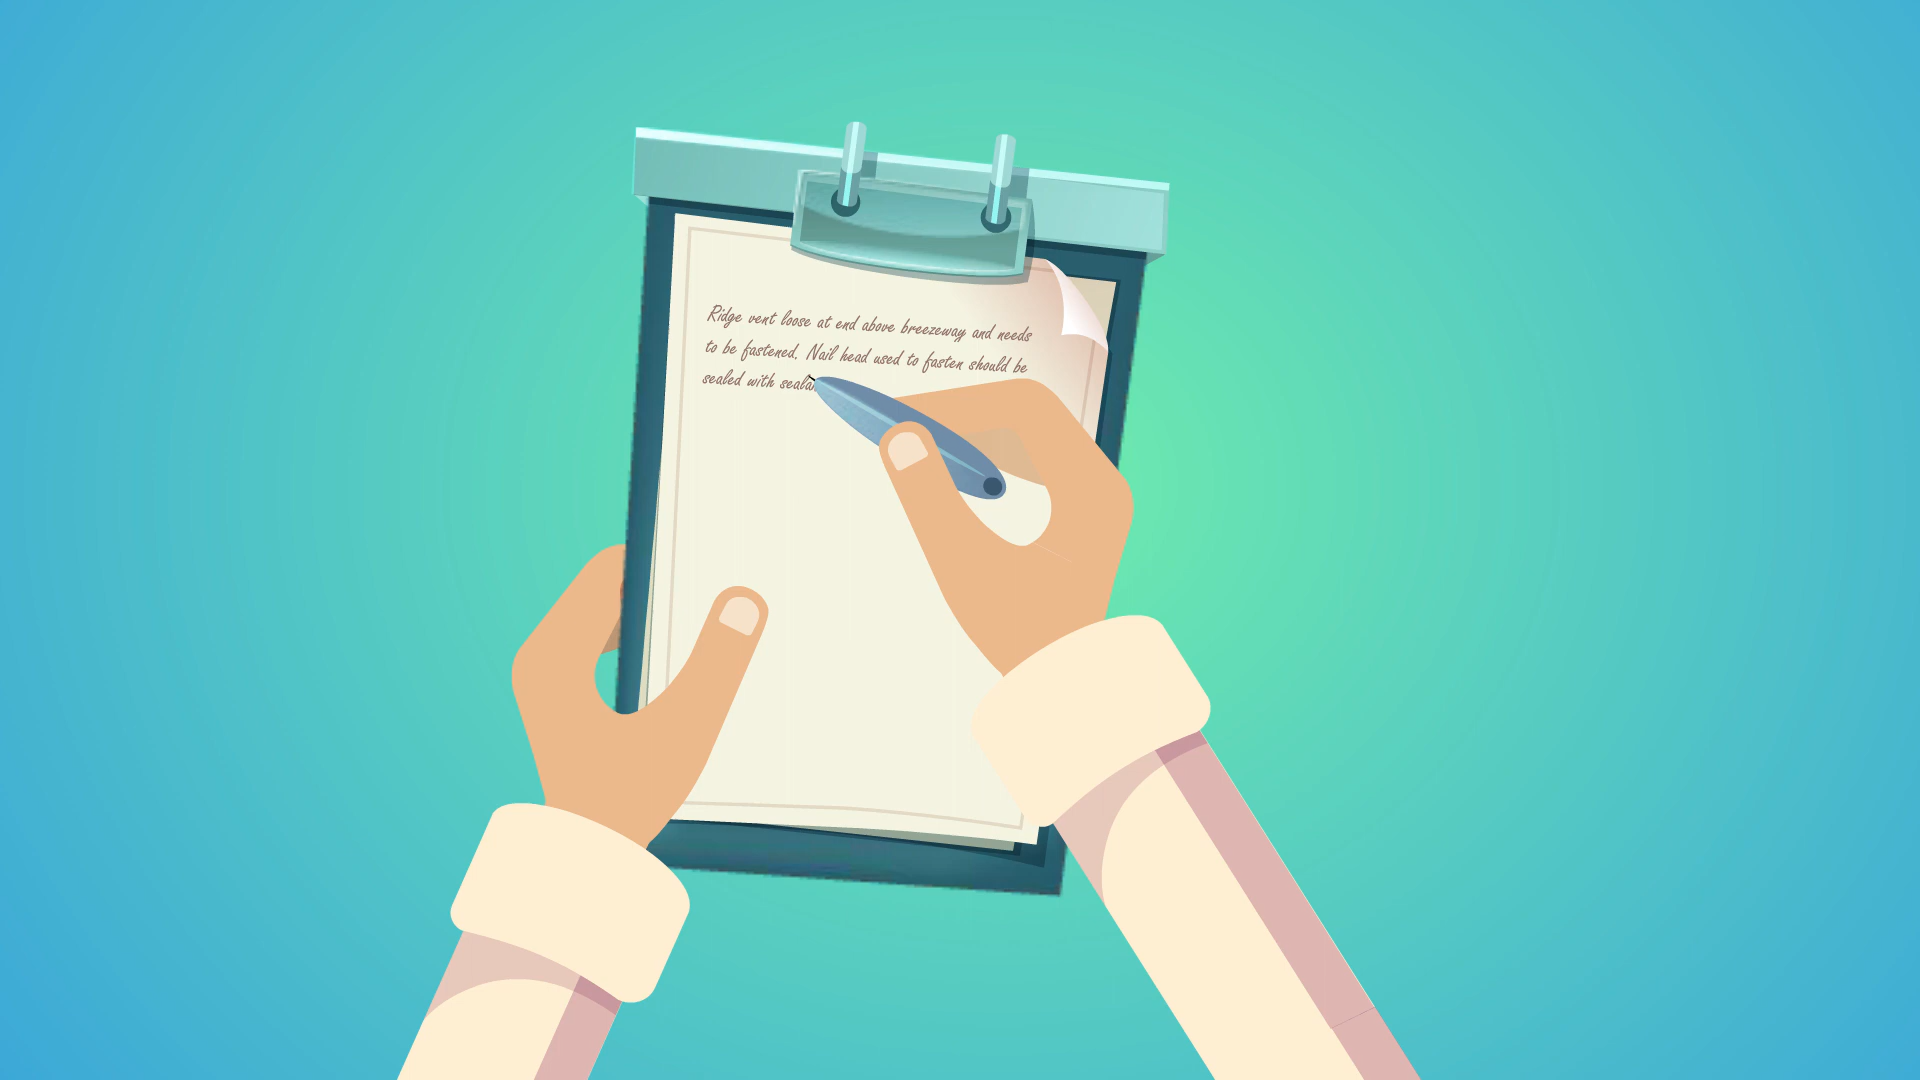 Ridge vent loose at end above breezeway and needs
to be fastened. Nail head used to fasten should be
sealed with seala